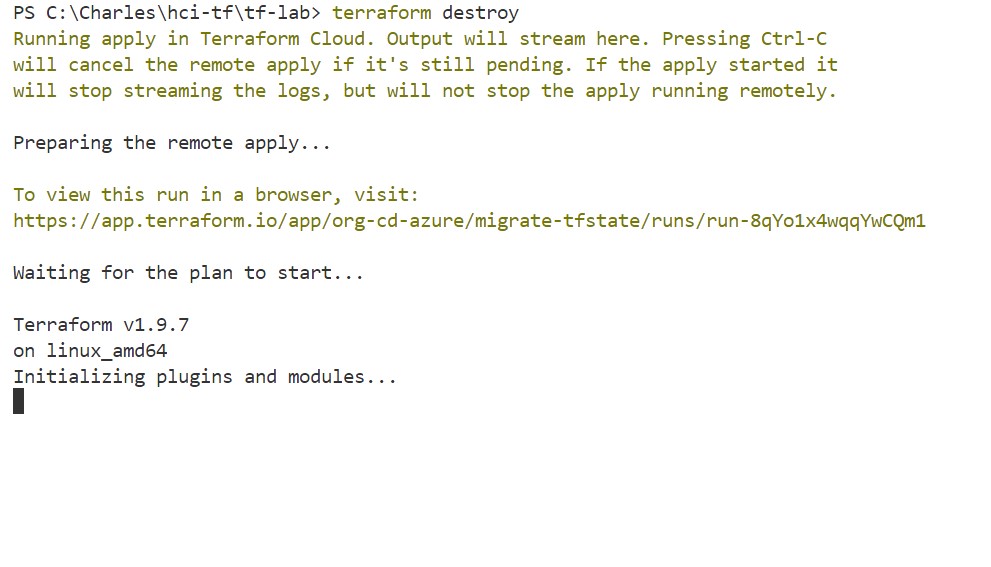 PS C:\Charles\hci-tf\tf-lab> terraform destroy
Running apply in Terraform Cloud. Output will stream here. Pressing Ctrl-C
will cancel the remote apply if it's still pending. If the apply started it
will stop streaming the logs, but will not stop the apply running remotely.
Preparing the remote apply...
To view this run in a browser, visit:
https://app.terraform.io/app/org-cd-azure/migrate-tfstate/runs/run-8qYo1x4wqqYwCQm1
Waiting for the plan to start...
Terraform v1.9.7
on linux_amd64
Initializing plugins and modules...